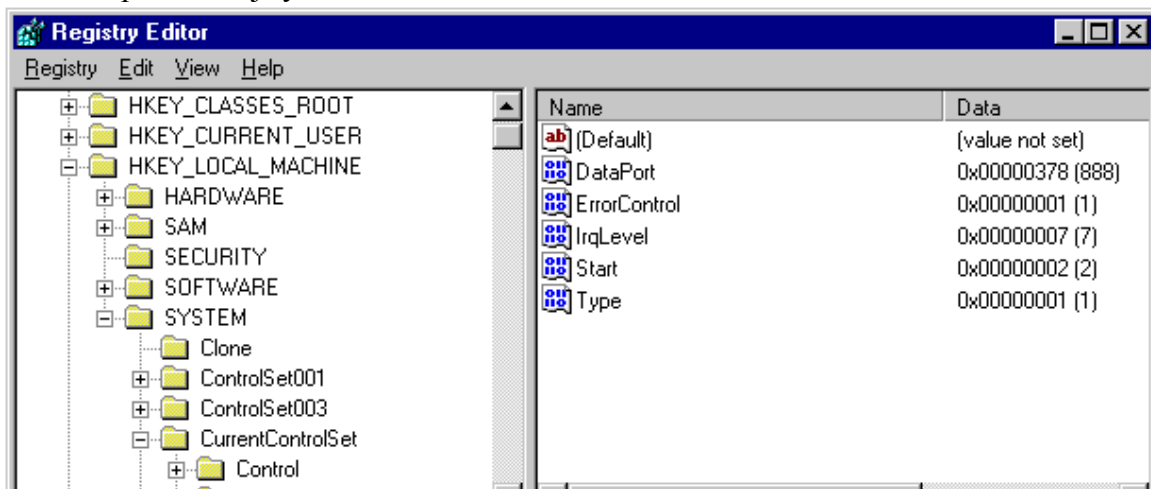 Registry Editor
Registry Edit View Help
HKEY_CLASSES_ROOT
HKEY_CURRENT_USER
HKEY_LOCAL_MACHINE
HARDWARE
SAM
SECURITY
SOFTWARE
SYSTEM
Clone
ControlSet001
ControlSet003
CurrentControlSet
Control
Name Data
(Default) (value not set)
DataPort 0x00000378 (888)
ErrorControl 0x00000001 (1)
IrqLevel 0x00000007 (7)
Start 0x00000002 (2)
Type 0x00000001 (1)